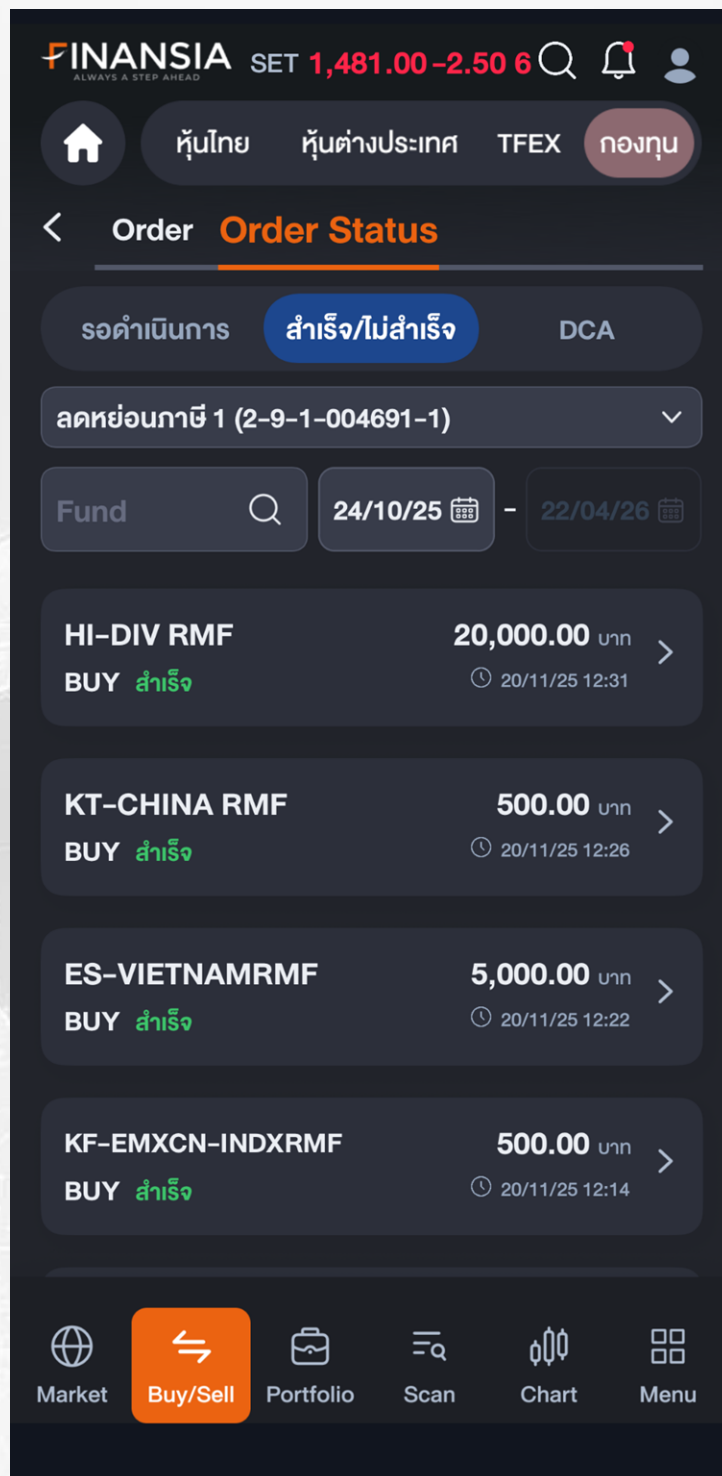 FINANSIA SET 1,481.00 -2.50 6
ALWAYS A STEP AHEAD
หุ้นไทย หุ้นต่างประเทศ TFEX กองทุน
Order Order Status
รอดำเนินการ สำเร็จ/ไม่สำเร็จ DCA
ลดหย่อนภาษี 1 (2-9-1-004691-1)
Fund 24/10/25 - 22/04/26
HI-DIV RMF 20,000.00 บาท
BUY สำเร็จ 20/11/25 12:31
KT-CHINA RMF 500.00 บาท
BUY สำเร็จ 20/11/25 12:26
ES-VIETNAMRMF 5,000.00 บาท
BUY สำเร็จ 20/11/25 12:22
KF-EMXCN-INDXRMF 500.00 บาท
BUY สำเร็จ 20/11/25 12:14
Market Buy/Sell Portfolio Scan Chart Menu